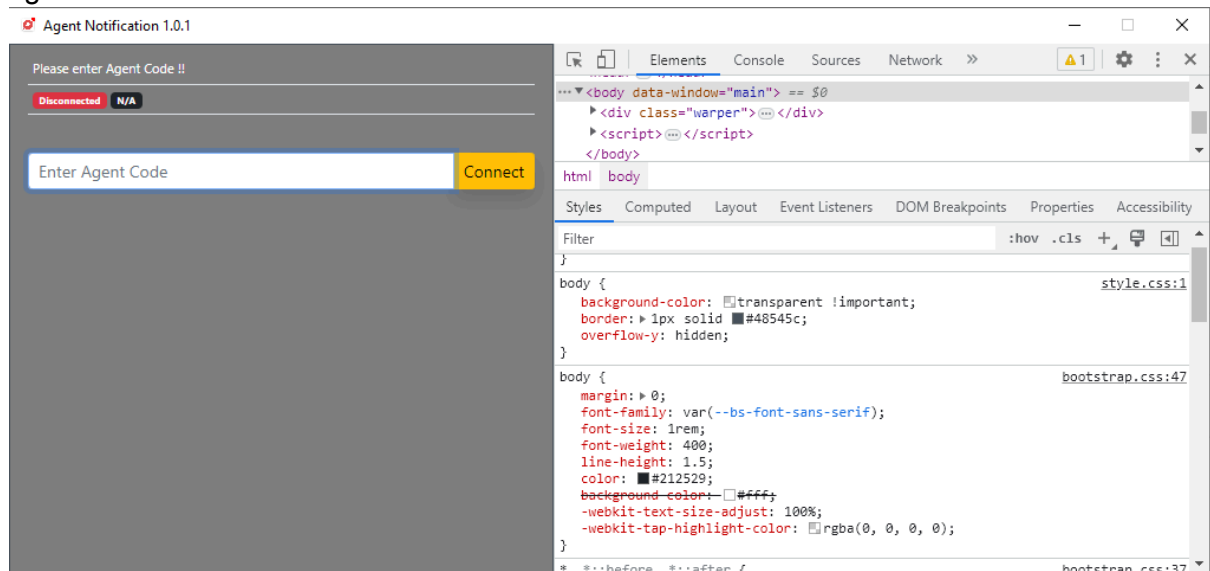 Agent Notification 1.0.1
Please enter Agent Code !!
Disconnected N/A
Enter Agent Code Connect
Elements Console Sources Network » 1
<body data-window="main"> == $0
<div class="warper">…</div>
<script>…</script>
</body>
html body
Styles Computed Layout Event Listeners DOM Breakpoints Properties Accessibility
Filter :hov .cls +
}
body { style.css:1
background-color: transparent !important;
border: 1px solid #48545c;
overflow-y: hidden;
}
body { bootstrap.css:47
margin: 0;
font-family: var(--bs-font-sans-serif);
font-size: 1rem;
font-weight: 400;
line-height: 1.5;
color: #212529;
background-color: #fff;
-webkit-text-size-adjust: 100%;
-webkit-tap-highlight-color: rgba(0, 0, 0, 0);
}
*, *::before, *::after { bootstrap.css:37